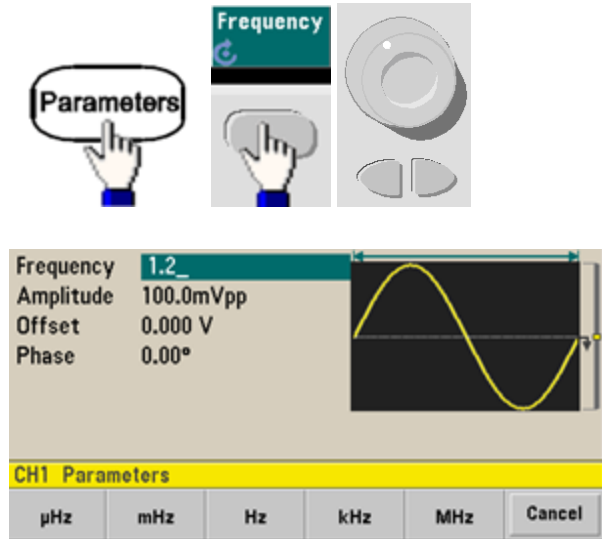 Parameters
Frequency
Frequency 1.2_
Amplitude 100.0mVpp
Offset 0.000 V
Phase 0.00°
CH1 Parameters
µHz mHz Hz kHz MHz Cancel